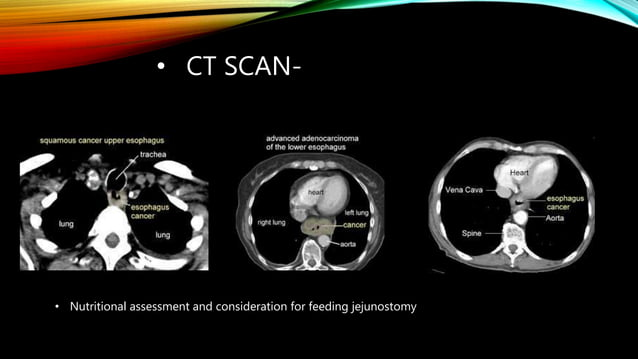 • CT SCAN-
squamous cancer upper esophagus
trachea
esophagus
cancer
lung
lung
advanced adenocarcinoma
of the lower esophagus
heart
right lung
left lung
cancer
aorta
Heart
Vena Cava
esophagus
cancer
Aorta
Spine
• Nutritional assessment and consideration for feeding jejunostomy